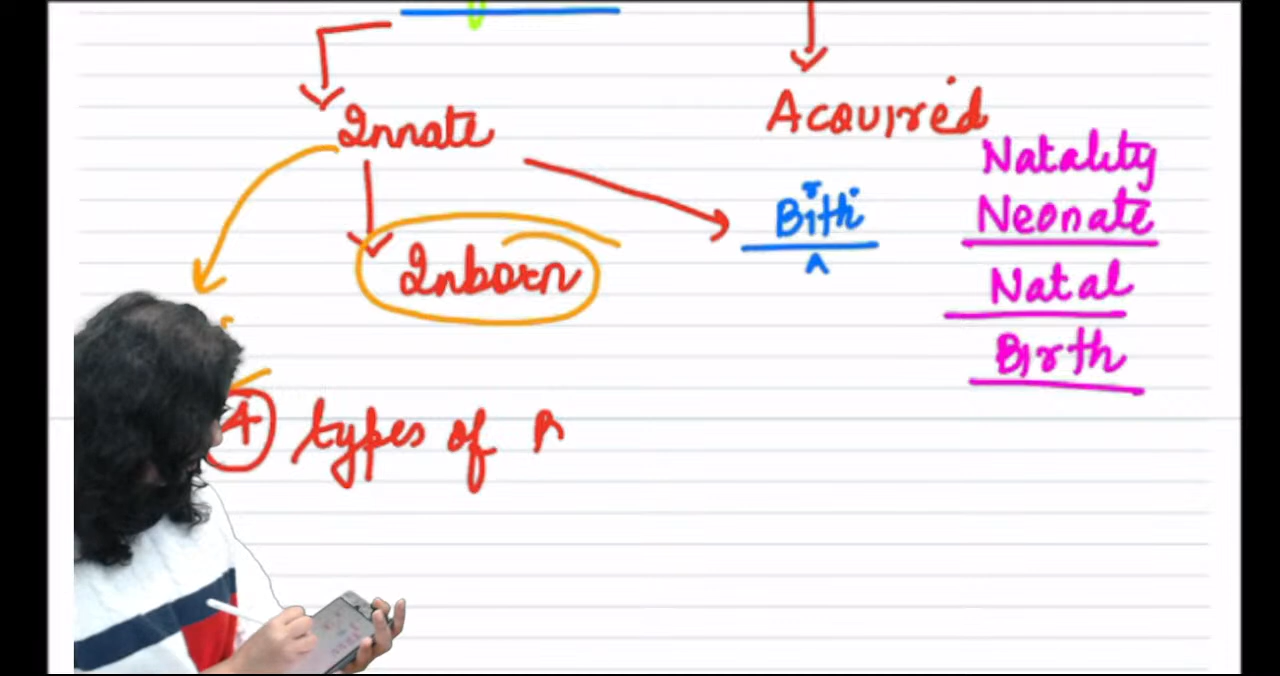 Innate
Acquired
Natality
Birth
Neonate
Inborn
Natal
Birth
4 types of